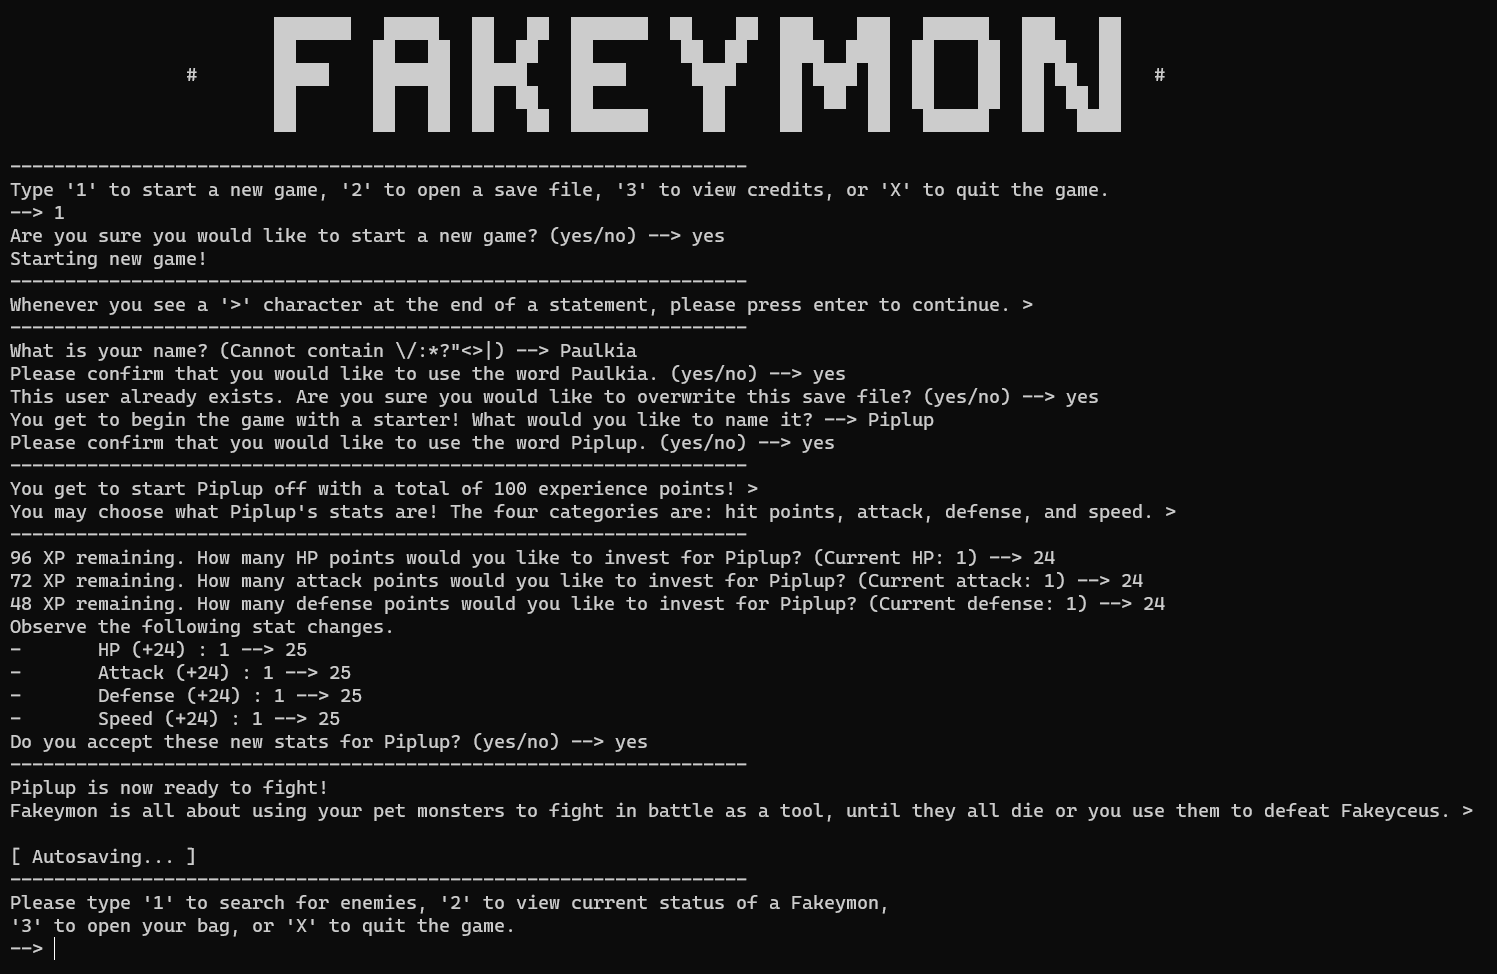 # FAKEYMON #
-------------------------------------------------------------------
Type '1' to start a new game, '2' to open a save file, '3' to view credits, or 'X' to quit the game.
--> 1
Are you sure you would like to start a new game? (yes/no) --> yes
Starting new game!
-------------------------------------------------------------------
Whenever you see a '>' character at the end of a statement, please press enter to continue. >
-------------------------------------------------------------------
What is your name? (Cannot contain \/:*?"<>|) --> Paulkia
Please confirm that you would like to use the word Paulkia. (yes/no) --> yes
This user already exists. Are you sure you would like to overwrite this save file? (yes/no) --> yes
You get to begin the game with a starter! What would you like to name it? --> Piplup
Please confirm that you would like to use the word Piplup. (yes/no) --> yes
-------------------------------------------------------------------
You get to start Piplup off with a total of 100 experience points! >
You may choose what Piplup's stats are! The four categories are: hit points, attack, defense, and speed. >
-------------------------------------------------------------------
96 XP remaining. How many HP points would you like to invest for Piplup? (Current HP: 1) --> 24
72 XP remaining. How many attack points would you like to invest for Piplup? (Current attack: 1) --> 24
48 XP remaining. How many defense points would you like to invest for Piplup? (Current defense: 1) --> 24
Observe the following stat changes.
-       HP (+24) : 1 --> 25
-       Attack (+24) : 1 --> 25
-       Defense (+24) : 1 --> 25
-       Speed (+24) : 1 --> 25
Do you accept these new stats for Piplup? (yes/no) --> yes
-------------------------------------------------------------------
Piplup is now ready to fight!
Fakeymon is all about using your pet monsters to fight in battle as a tool, until they all die or you use them to defeat Fakeyceus. >
[ Autosaving... ]
-------------------------------------------------------------------
Please type '1' to search for enemies, '2' to view current status of a Fakeymon,
'3' to open your bag, or 'X' to quit the game.
-->